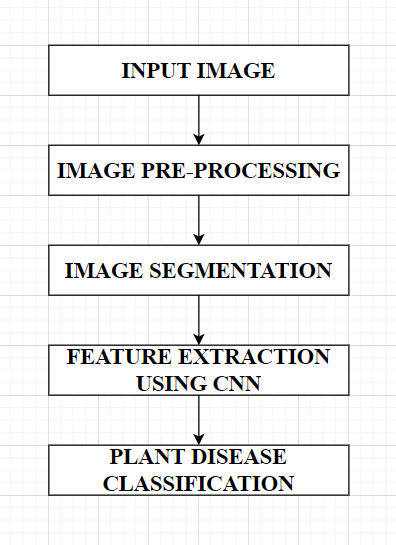 INPUT IMAGE
IMAGE PRE-PROCESSING
IMAGE SEGMENTATION
FEATURE EXTRACTION
USING CNN
PLANT DISEASE
CLASSIFICATION